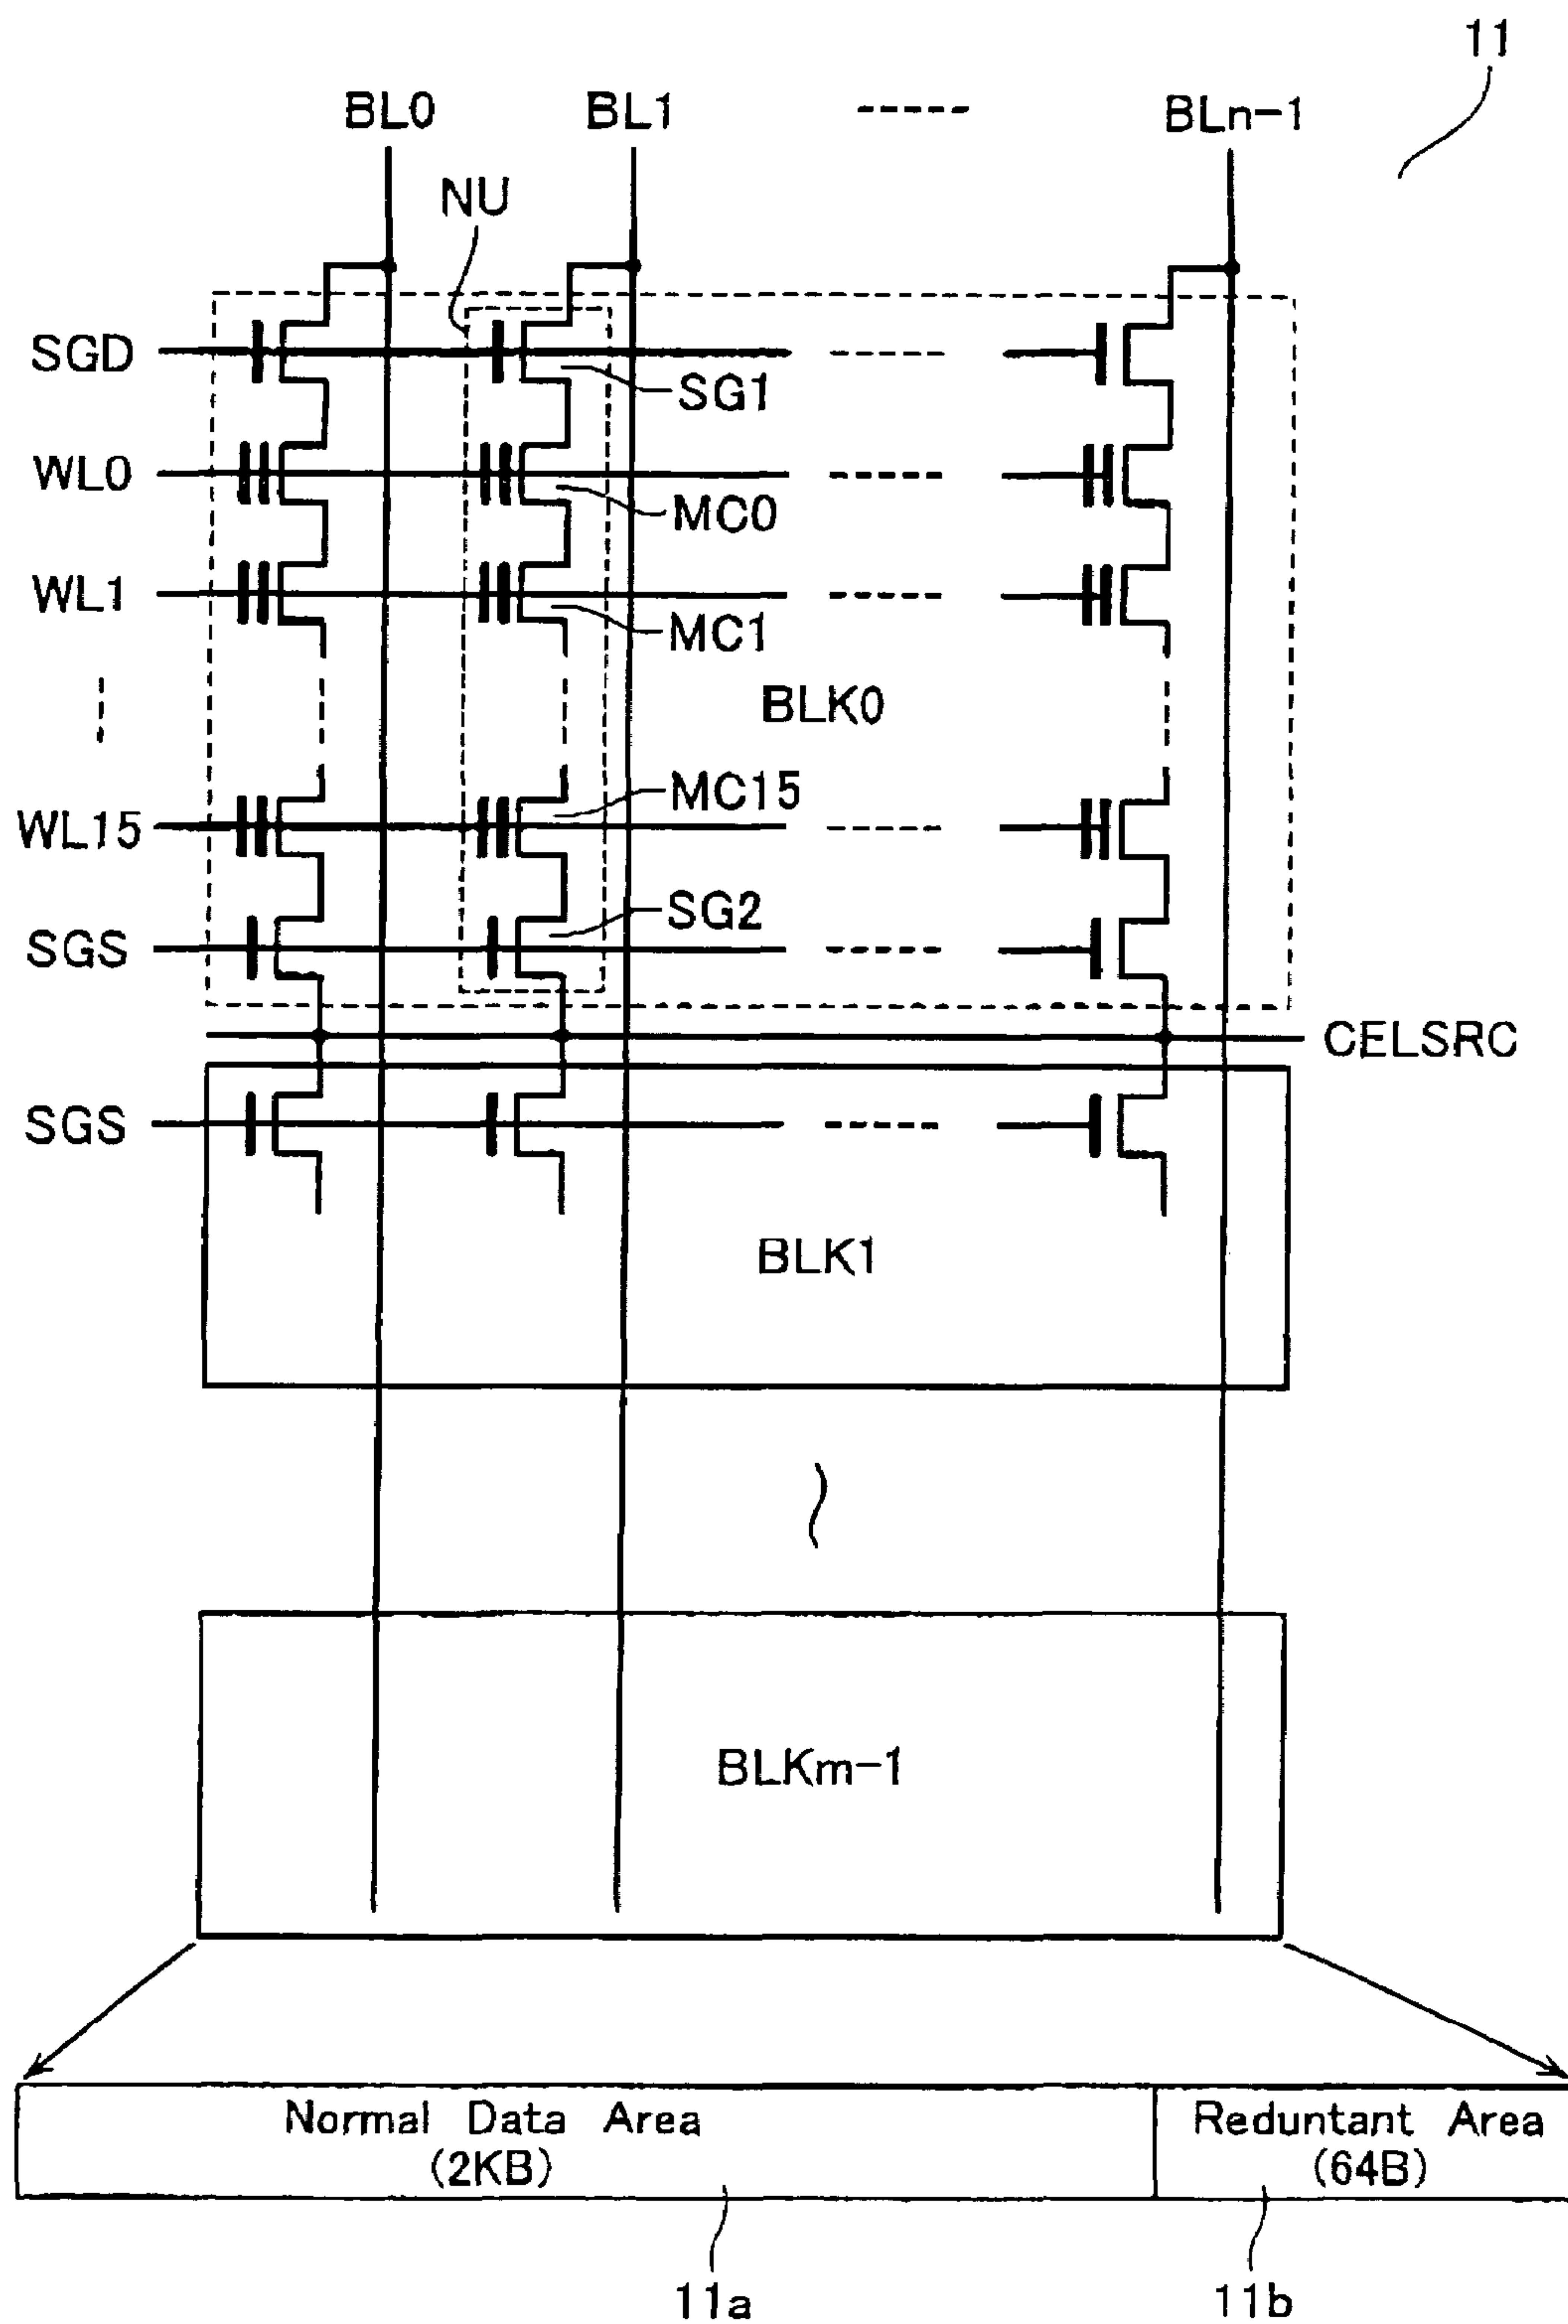 11
BL0 BL1 ----- BLn-1
NU
SGD
SG1
WL0
MC0
WL1
MC1
BLK0
MC15
WL15
SG2
SGS
CELSRC
SGS
BLK1
BLKm-1
Normal Data Area
(2KB)
Reduntant Area
(64B)
11a
11b